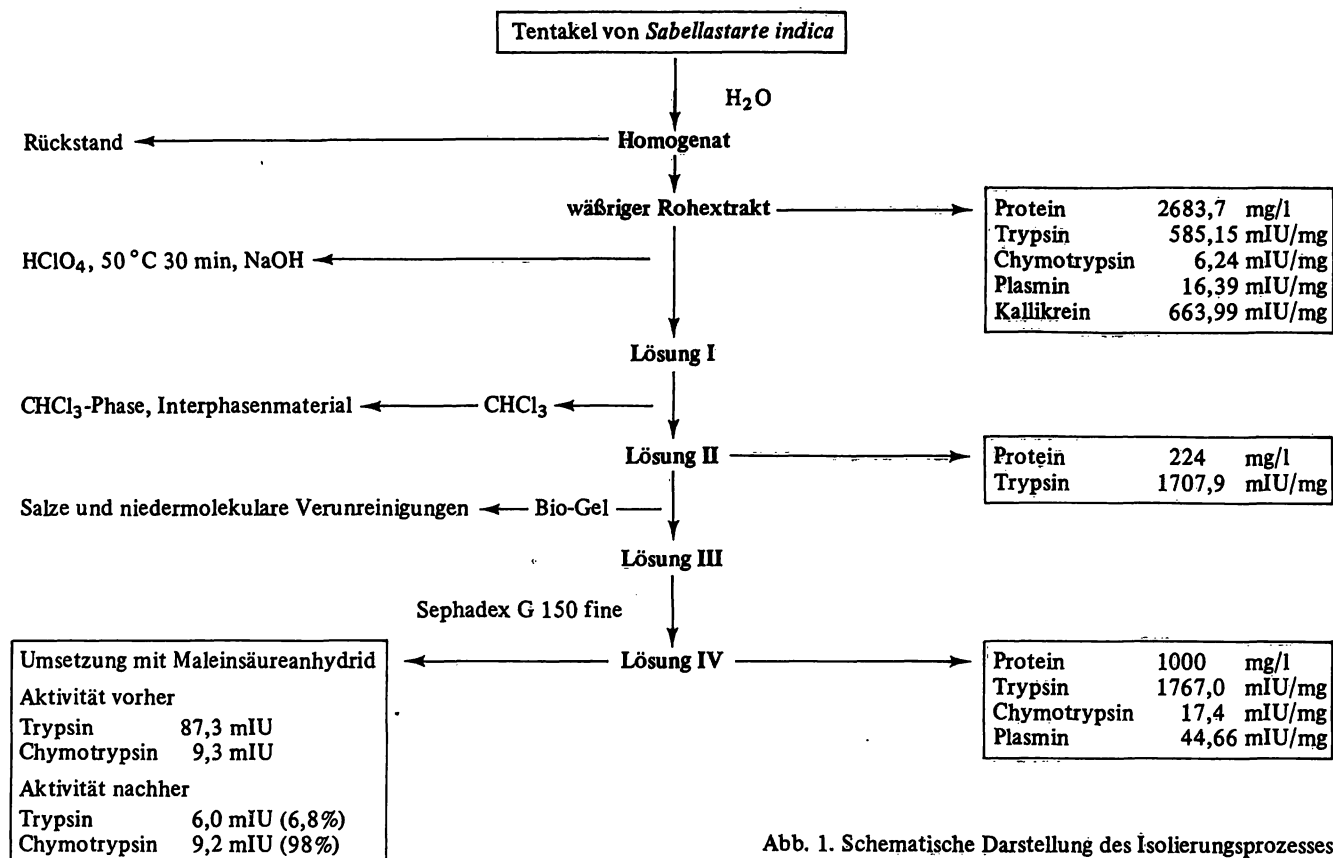 Tentakel von Sabellastarte indica
H₂O
Rückstand
Homogenat
wäßriger Rohextrakt
Protein 2683,7 mg/l
Trypsin 585,15 mIU/mg
Chymotrypsin 6,24 mIU/mg
Plasmin 16,39 mIU/mg
Kallikrein 663,99 mIU/mg
HClO₄, 50 °C 30 min, NaOH
Lösung I
CHCl₃-Phase, Interphasenmaterial
CHCl₃
Lösung II
Protein 224 mg/l
Trypsin 1707,9 mIU/mg
Salze und niedermolekulare Verunreinigungen
Bio-Gel
Lösung III
Sephadex G 150 fine
Lösung IV
Umsetzung mit Maleinsäureanhydrid
Aktivität vorher
Trypsin 87,3 mIU
Chymotrypsin 9,3 mIU
Aktivität nachher
Trypsin 6,0 mIU (6,8%)
Chymotrypsin 9,2 mIU (98%)
Protein 1000 mg/l
Trypsin 1767,0 mIU/mg
Chymotrypsin 17,4 mIU/mg
Plasmin 44,66 mIU/mg
Abb. 1. Schematische Darstellung des Isolierungsprozesses